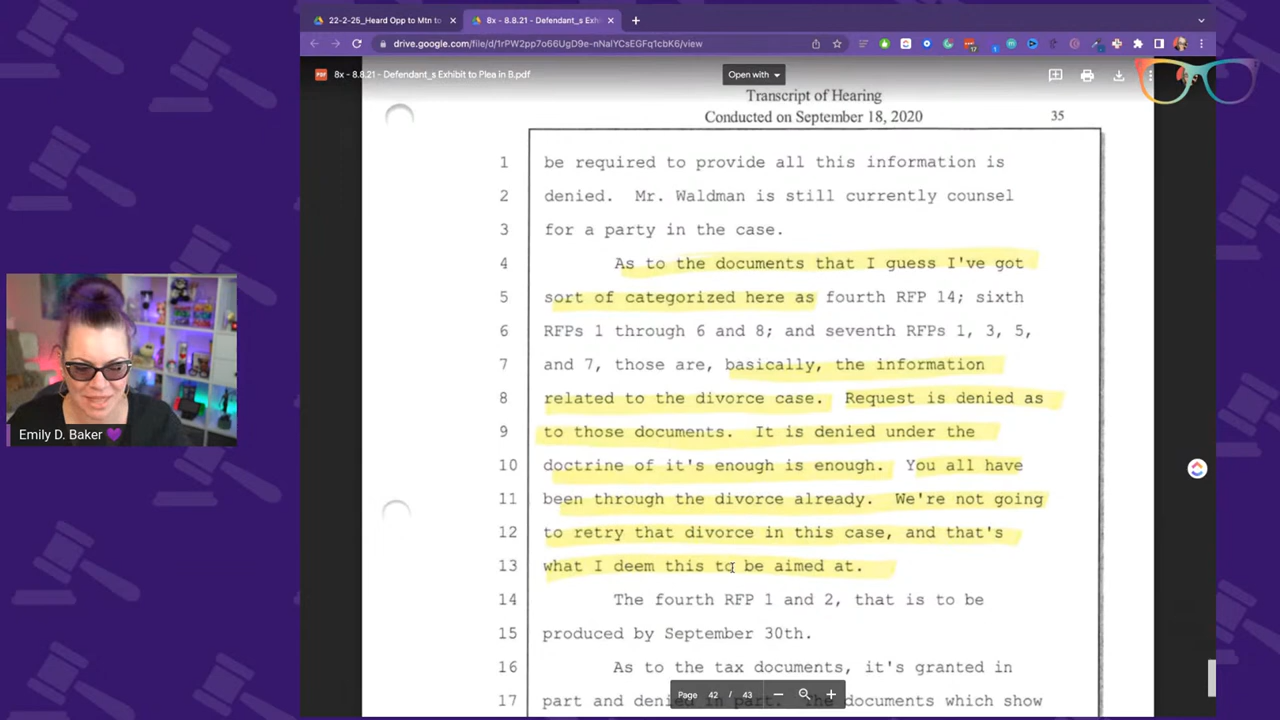 22-2-25_Heard Opp to Mtn to
8x - 8.8.21 - Defendant_s Exhi
drive.google.com/file/d/1rPW2pp7o66UgD9e-nNalYCsEGFq1cbK6/view
8x - 8.8.21 - Defendant_s Exhibit to Plea in B.pdf
Open with
Transcript of Hearing
Conducted on September 18, 2020
35
1 be required to provide all this information is
2 denied. Mr. Waldman is still currently counsel
3 for a party in the case.
4 As to the documents that I guess I've got
5 sort of categorized here as fourth RFP 14; sixth
6 RFPs 1 through 6 and 8; and seventh RFPs 1, 3, 5,
7 and 7, those are, basically, the information
8 related to the divorce case. Request is denied as
9 to those documents. It is denied under the
10 doctrine of it's enough is enough. You all have
11 been through the divorce already. We're not going
12 to retry that divorce in this case, and that's
13 what I deem this to be aimed at.
14 The fourth RFP 1 and 2, that is to be
15 produced by September 30th.
16 As to the tax documents, it's granted in
17 part and denied in part. The documents which show
Page 42 / 43
Emily D. Baker